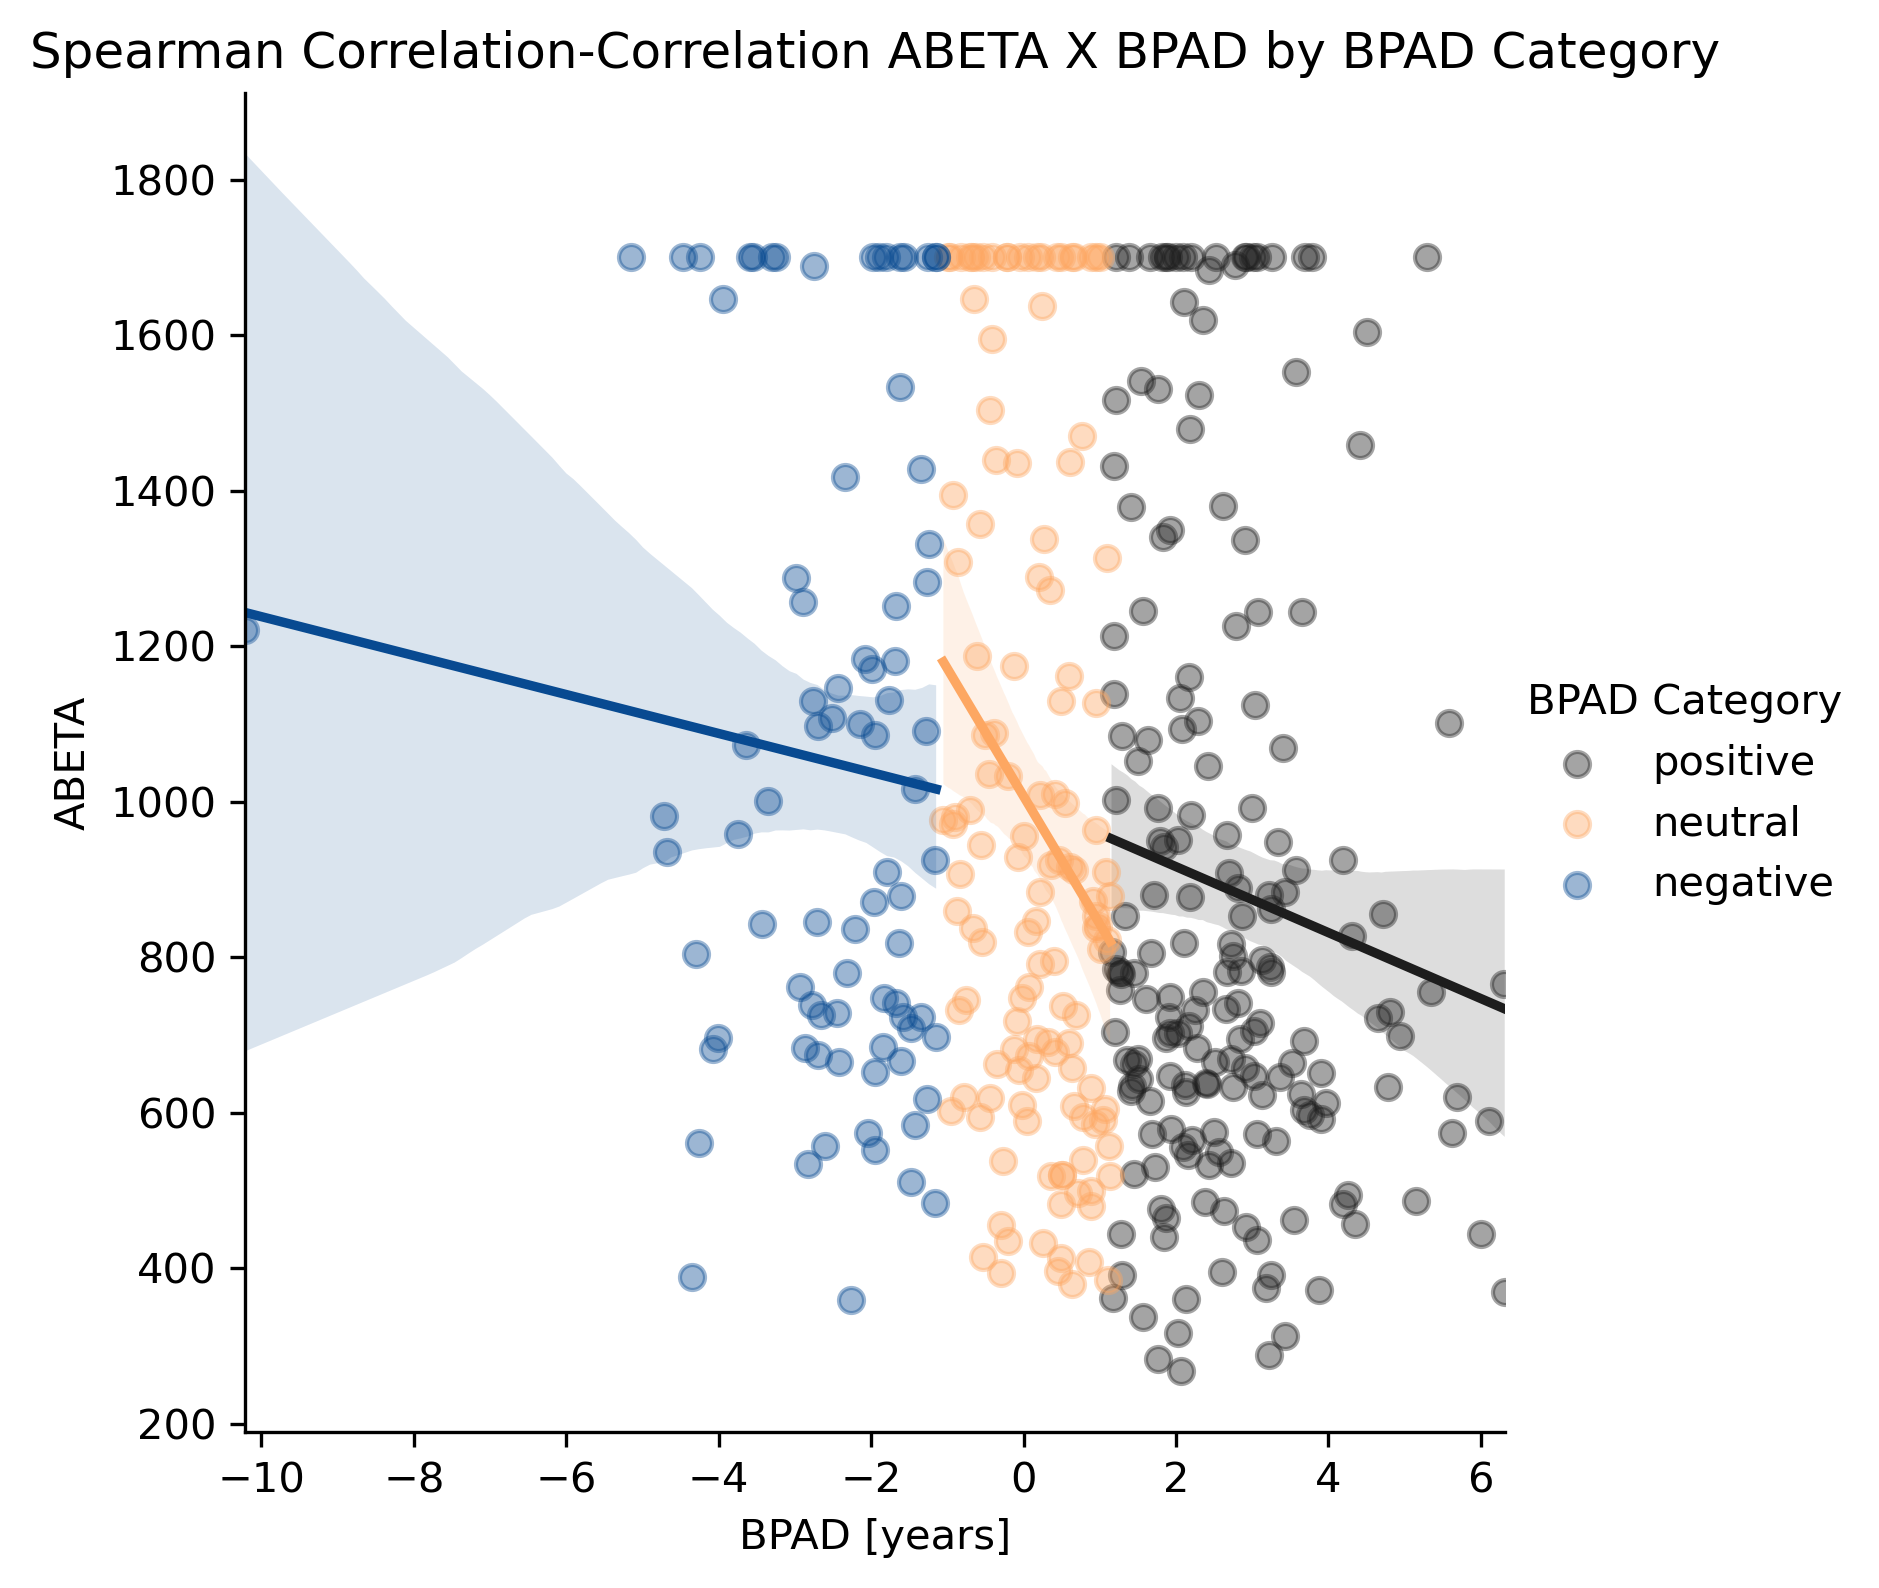 Spearman Correlation-Correlation ABETA X BPAD by BPAD Category
1800
1600
1400
1200
1000
800
600
400
200
ABETA
−10 −8 −6 −4 −2 0 2 4 6
BPAD [years]
BPAD Category
positive
neutral
negative